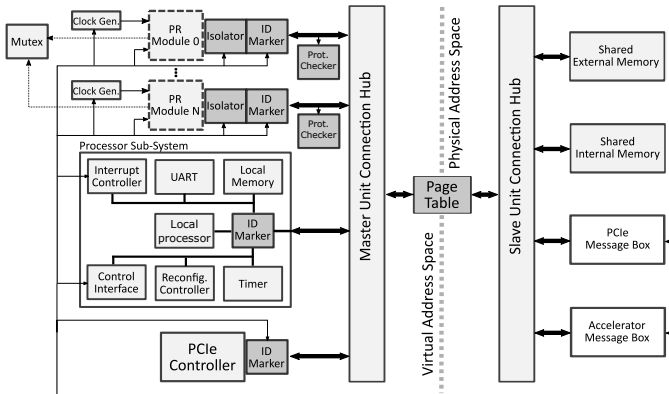 Clock Gen.
PR
Module 0
Isolator
ID
Marker
Mutex
Prot.
Checker
Clock Gen.
PR
Module N
Isolator
ID
Marker
Prot.
Checker
Processor Sub-System
Interrupt
Controller
UART
Local
Memory
Local
processor
ID
Marker
Control
Interface
Reconfig.
Controller
Timer
PCIe
Controller
ID
Marker
Master Unit Connection Hub
Virtual Address Space
Physical Address Space
Page
Table
Slave Unit Connection Hub
Shared
External Memory
Shared
Internal Memory
PCIe
Message Box
Accelerator
Message Box